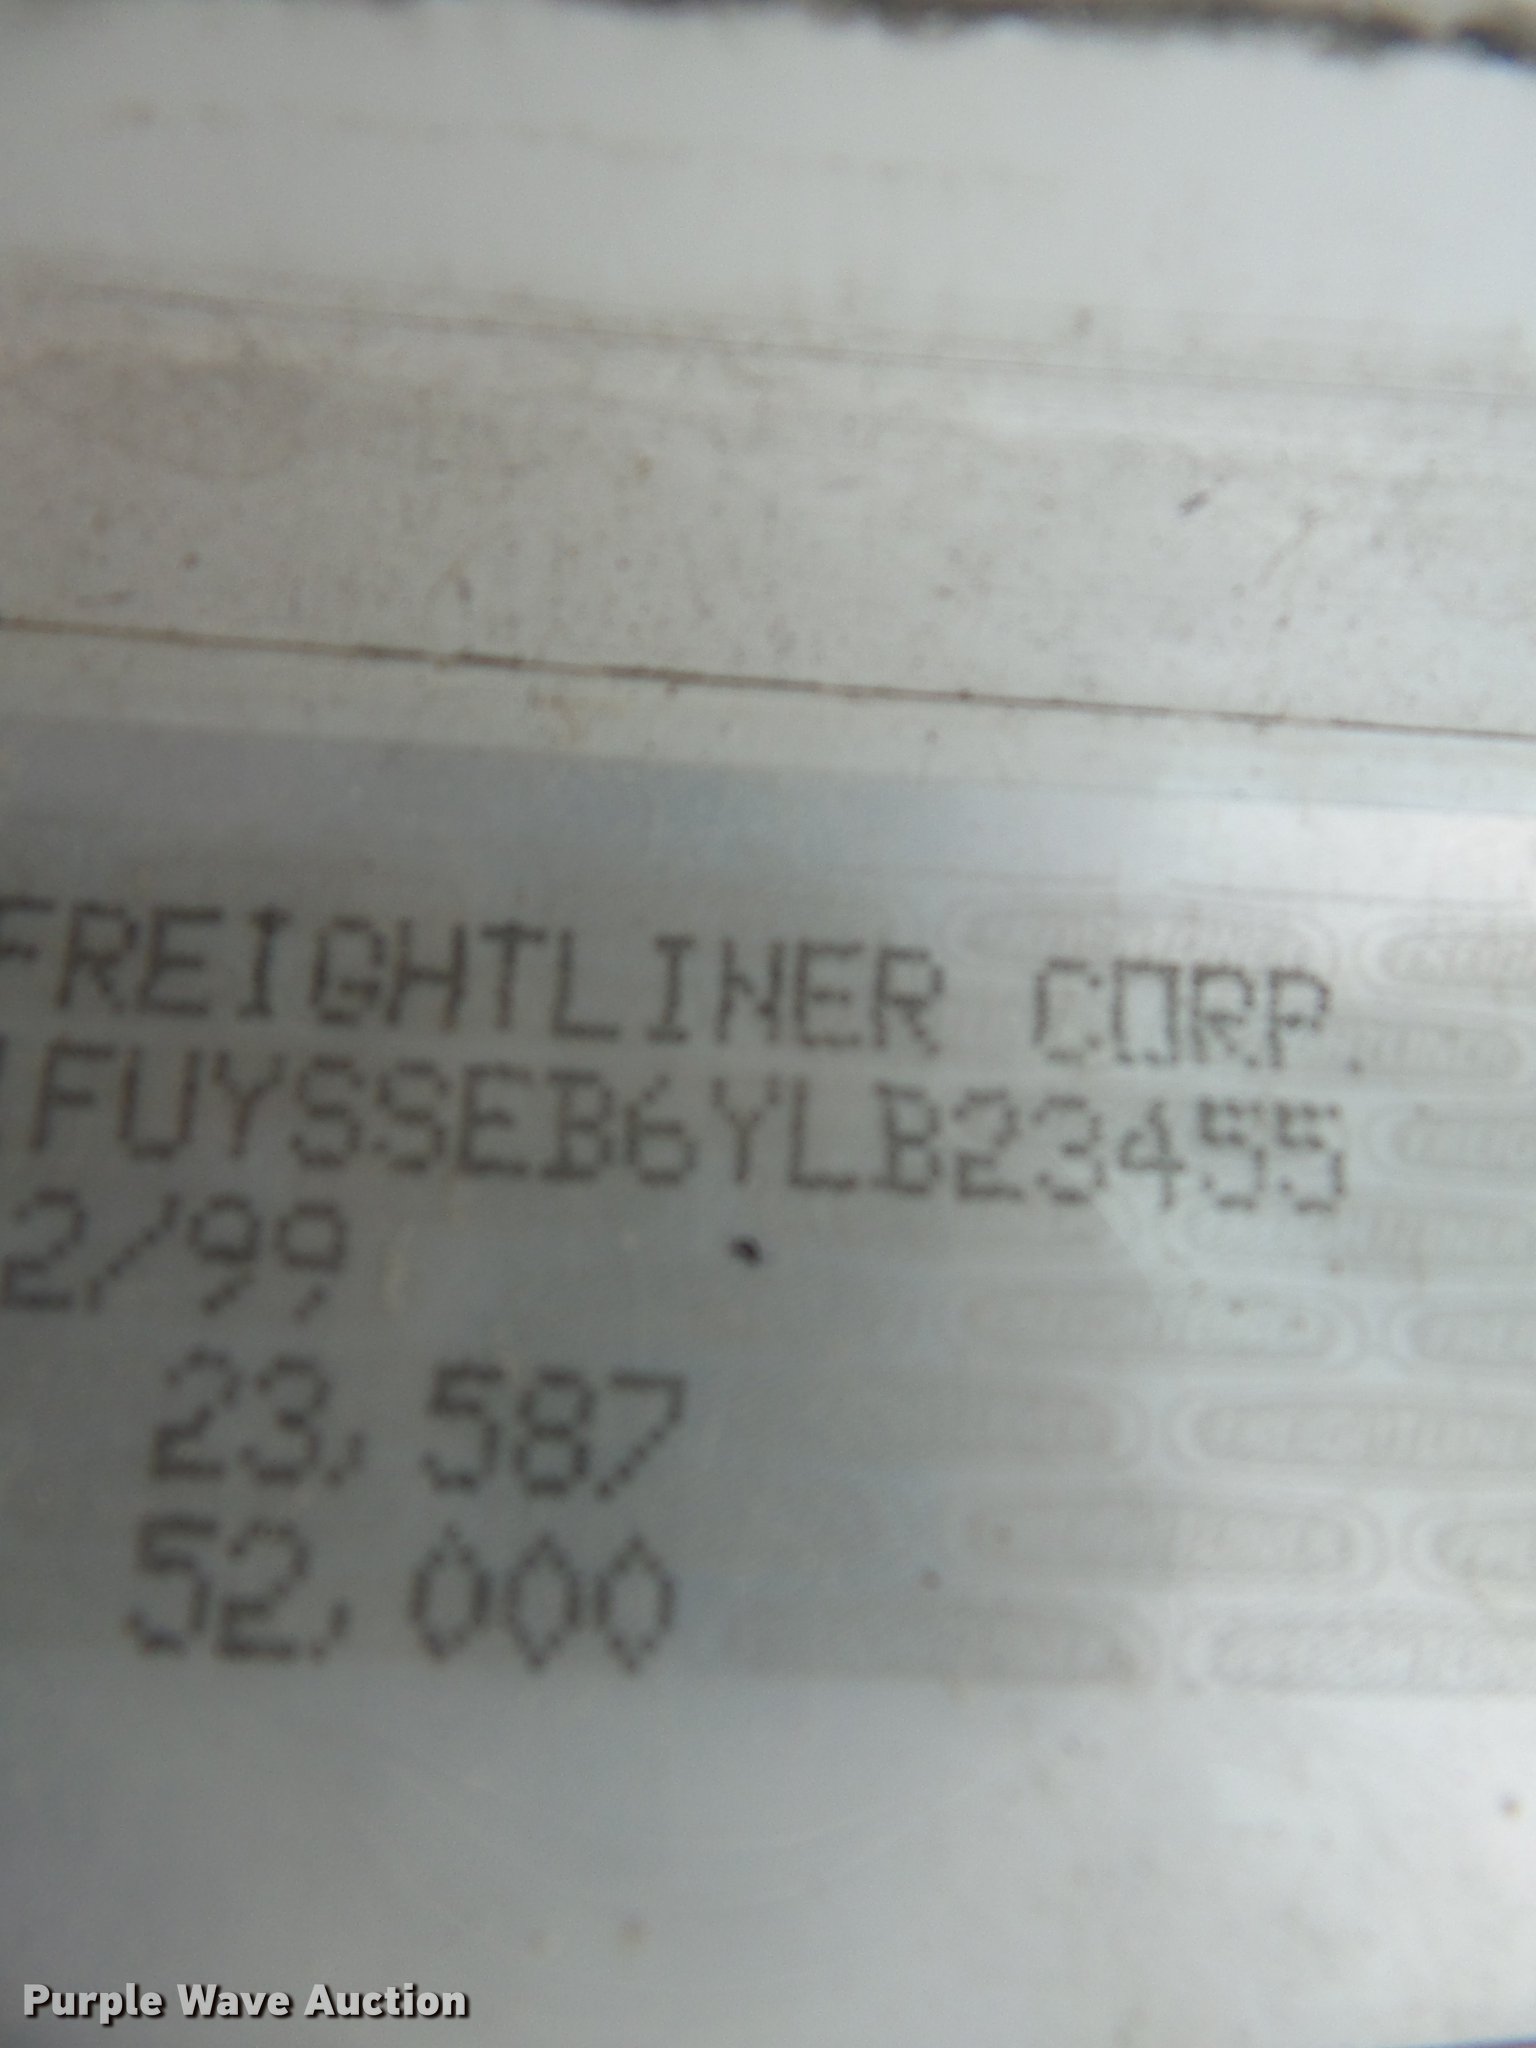 FREIGHTLINER CORP.
1FUYSSEB6YLB23455
2/99
23,587
52,000
Purple Wave Auction